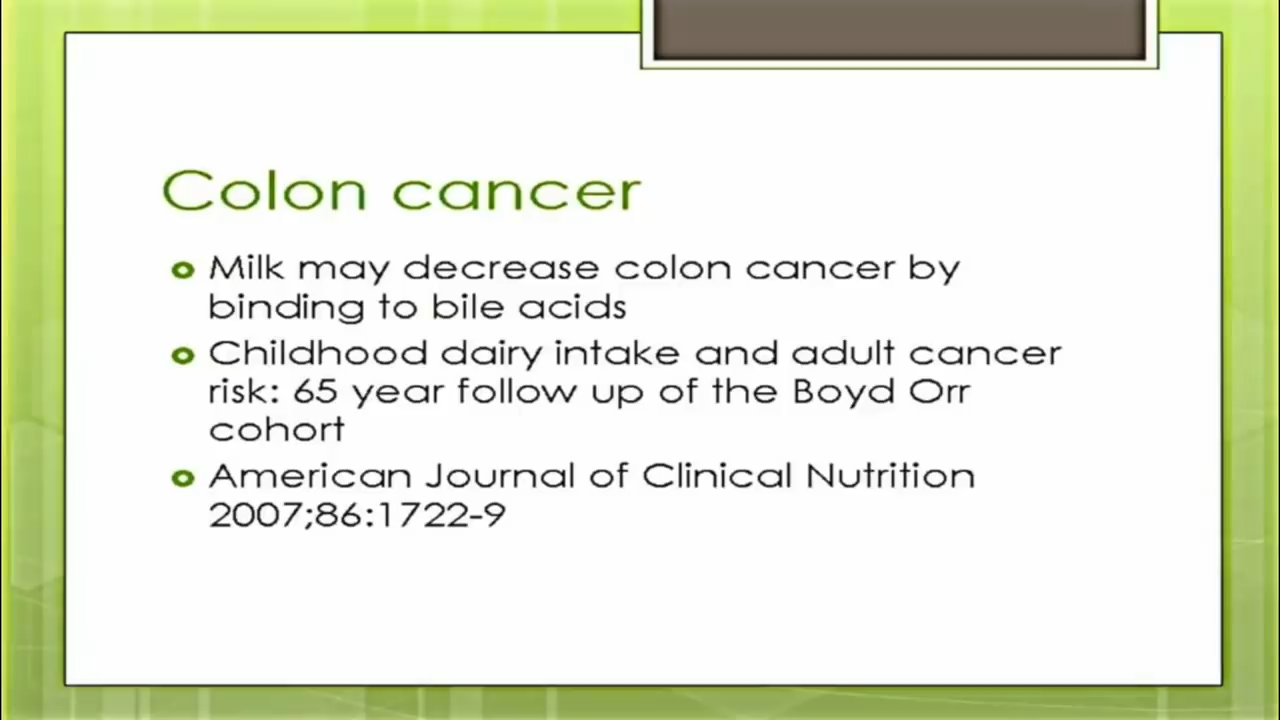 Colon cancer
Milk may decrease colon cancer by
binding to bile acids
Childhood dairy intake and adult cancer
risk: 65 year follow up of the Boyd Orr
cohort
American Journal of Clinical Nutrition
2007;86:1722-9